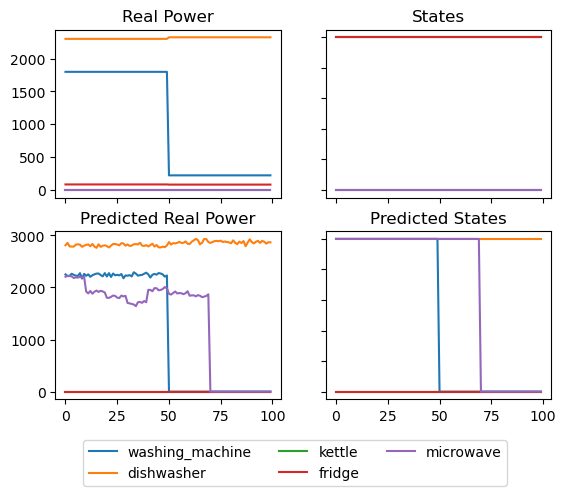 Real Power
States
2000
1500
1000
500
0
Predicted Real Power
Predicted States
3000
2000
1000
0
0 25 50 75 100
0 25 50 75 100
washing_machine kettle microwave
dishwasher fridge